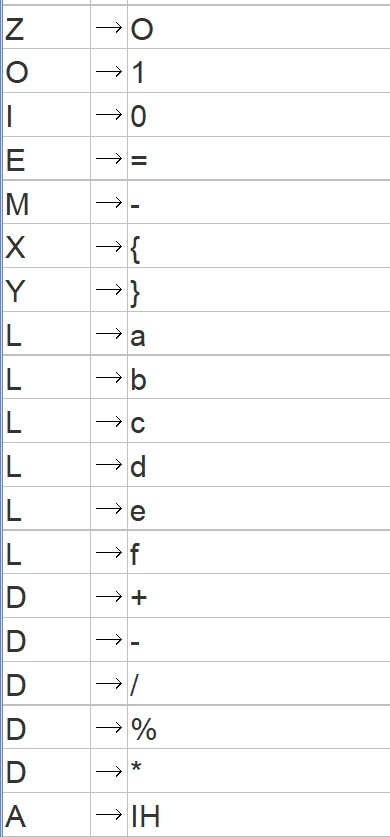 Z → O
O → 1
I → 0
E → =
M → -
X → {
Y → }
L → a
L → b
L → c
L → d
L → e
L → f
D → +
D → -
D → /
D → %
D → *
A → IH